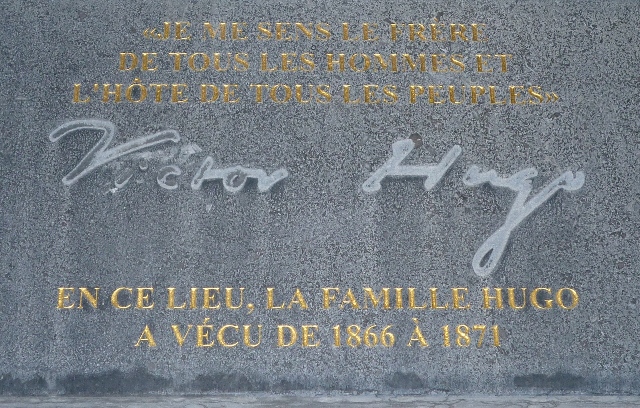 «JE ME SENS LE FRÈRE
DE TOUS LES HOMMES ET
L'HÔTE DE TOUS LES PEUPLES»
Victor Hugo
EN CE LIEU, LA FAMILLE HUGO
A VÉCU DE 1866 À 1871